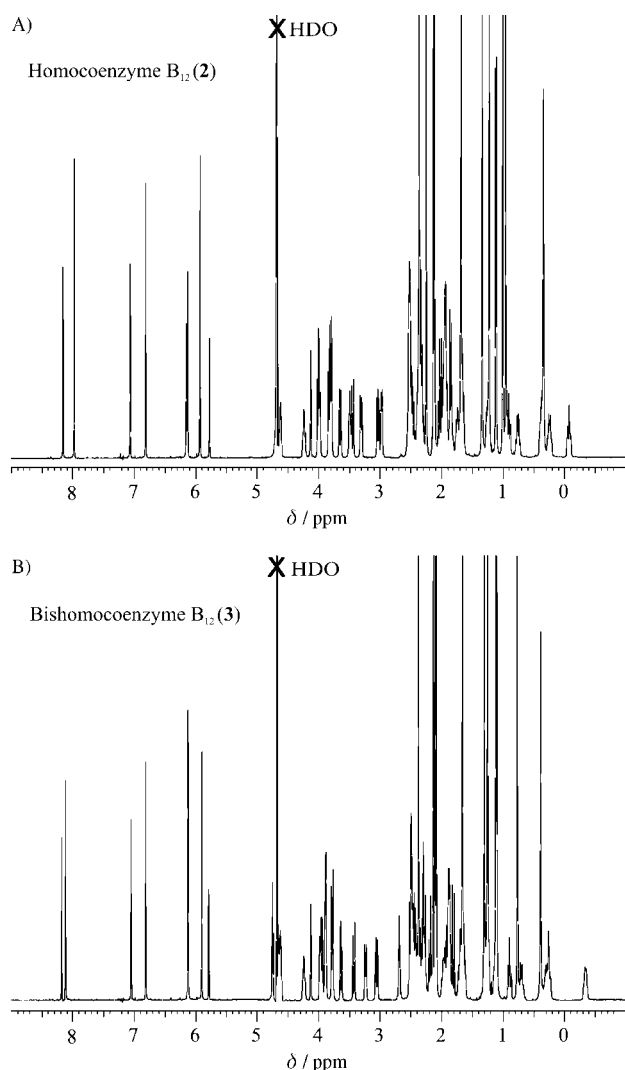 A)
X HDO
Homocoenzyme B₁₂ (2)
8 7 6 5 4 3 2 1 0
δ / ppm
B)
X HDO
Bishomocoenzyme B₁₂ (3)
8 7 6 5 4 3 2 1 0
δ / ppm